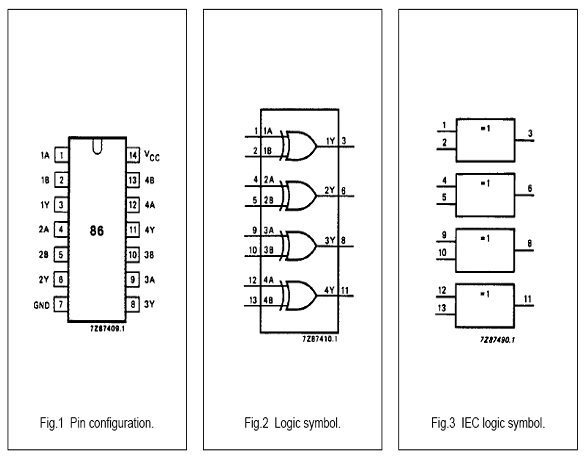 1A 1 14 VCC
1B 2 13 4B
1Y 3 12 4A
2A 4 86 11 4Y
2B 5 10 3B
2Y 6 9 3A
GND 7 8 3Y
7Z87409.1
Fig.1 Pin configuration.
1 1A
1Y 3
2 1B
4 2A
2Y 6
5 2B
9 3A
3Y 8
10 3B
12 4A
4Y 11
13 4B
7Z87410.1
Fig.2 Logic symbol.
1 =1
3
2
4 =1
6
5
9 =1
8
10
12 =1
11
13
7Z87490.1
Fig.3 IEC logic symbol.